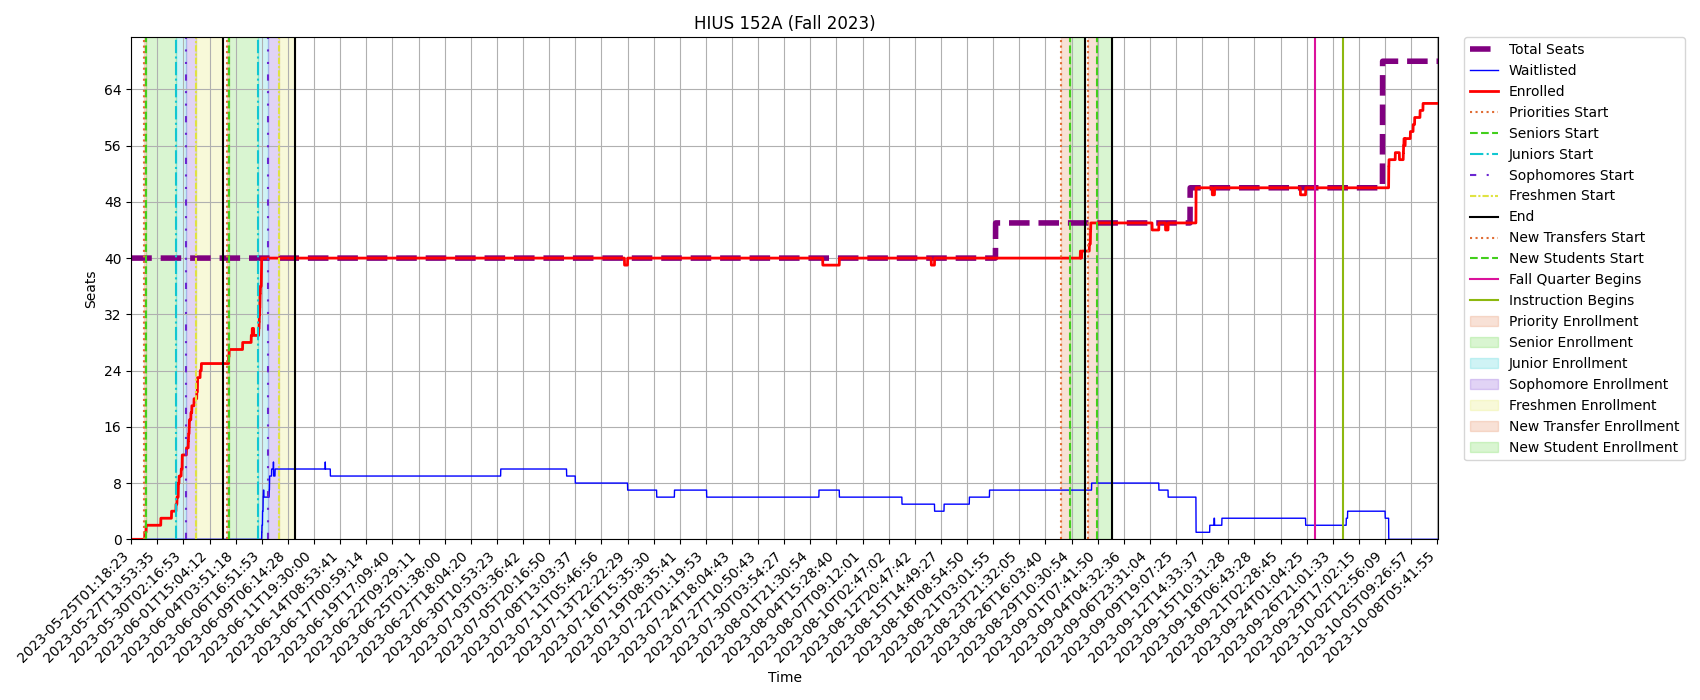 HIUS 152A (Fall 2023)
Seats
64
56
48
40
32
24
16
8
0
2023-05-25T01:18:23
2023-05-27T13:53:35
2023-05-30T02:16:53
2023-06-01T15:04:12
2023-06-04T03:51:18
2023-06-06T16:51:53
2023-06-09T06:14:28
2023-06-11T19:30:00
2023-06-14T08:53:41
2023-06-17T00:59:14
2023-06-19T17:09:40
2023-06-22T09:29:11
2023-06-25T01:38:00
2023-06-27T18:04:20
2023-06-30T10:53:23
2023-07-03T03:36:42
2023-07-05T20:16:50
2023-07-08T13:03:37
2023-07-11T05:46:56
2023-07-13T22:22:29
2023-07-16T15:35:30
2023-07-19T08:35:41
2023-07-22T01:19:53
2023-07-24T18:04:43
2023-07-27T10:50:43
2023-07-30T03:54:27
2023-08-01T21:30:54
2023-08-04T15:28:40
2023-08-07T09:12:01
2023-08-10T02:47:02
2023-08-12T20:47:42
2023-08-15T14:49:27
2023-08-18T08:54:50
2023-08-21T03:01:55
2023-08-23T21:32:05
2023-08-26T16:03:40
2023-08-29T10:30:54
2023-09-01T07:41:50
2023-09-04T04:32:36
2023-09-06T23:31:04
2023-09-09T19:07:25
2023-09-12T14:33:37
2023-09-15T10:31:28
2023-09-18T06:43:28
2023-09-21T02:28:45
2023-09-24T01:04:25
2023-09-26T21:01:33
2023-09-29T17:02:15
2023-10-02T12:56:09
2023-10-05T09:26:57
2023-10-08T05:41:55
Time
Total Seats
Waitlisted
Enrolled
Priorities Start
Seniors Start
Juniors Start
Sophomores Start
Freshmen Start
End
New Transfers Start
New Students Start
Fall Quarter Begins
Instruction Begins
Priority Enrollment
Senior Enrollment
Junior Enrollment
Sophomore Enrollment
Freshmen Enrollment
New Transfer Enrollment
New Student Enrollment